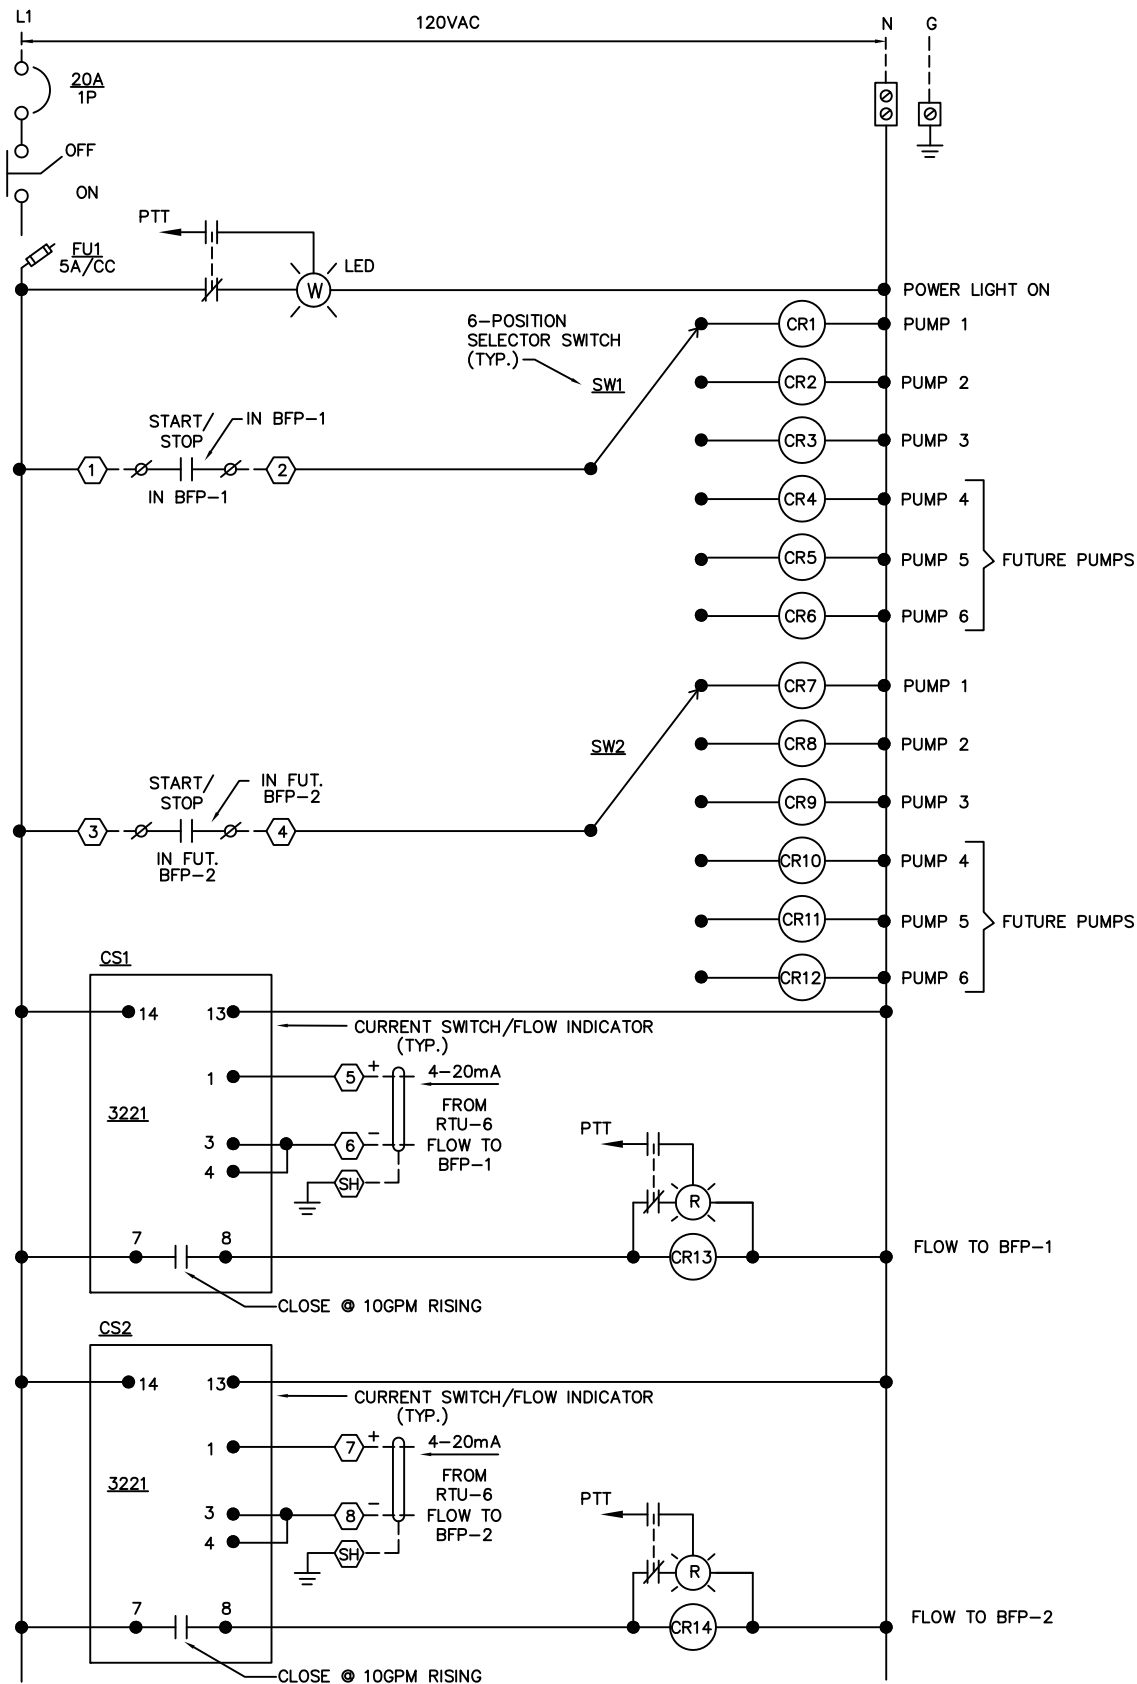 L1
120VAC
N
G
20A
1P
OFF
ON
PTT
FU1
5A/CC
LED
W
POWER LIGHT ON
6-POSITION
SELECTOR SWITCH
(TYP.)
SW1
CR1
PUMP 1
CR2
PUMP 2
CR3
PUMP 3
START/
STOP
IN BFP-1
1
2
IN BFP-1
CR4
PUMP 4
CR5
PUMP 5
FUTURE PUMPS
CR6
PUMP 6
CR7
PUMP 1
SW2
CR8
PUMP 2
CR9
PUMP 3
START/
STOP
IN FUT.
BFP-2
3
4
IN FUT.
BFP-2
CR10
PUMP 4
CR11
PUMP 5
FUTURE PUMPS
CR12
PUMP 6
CS1
14
13
CURRENT SWITCH/FLOW INDICATOR
(TYP.)
1
5
+
4-20mA
3221
FROM
RTU-6
FLOW TO
BFP-1
3
6
-
4
SH
PTT
R
7
8
CR13
FLOW TO BFP-1
CLOSE @ 10GPM RISING
CS2
14
13
CURRENT SWITCH/FLOW INDICATOR
(TYP.)
1
7
+
4-20mA
3221
FROM
RTU-6
FLOW TO
BFP-2
3
8
-
4
SH
PTT
R
7
8
CR14
FLOW TO BFP-2
CLOSE @ 10GPM RISING